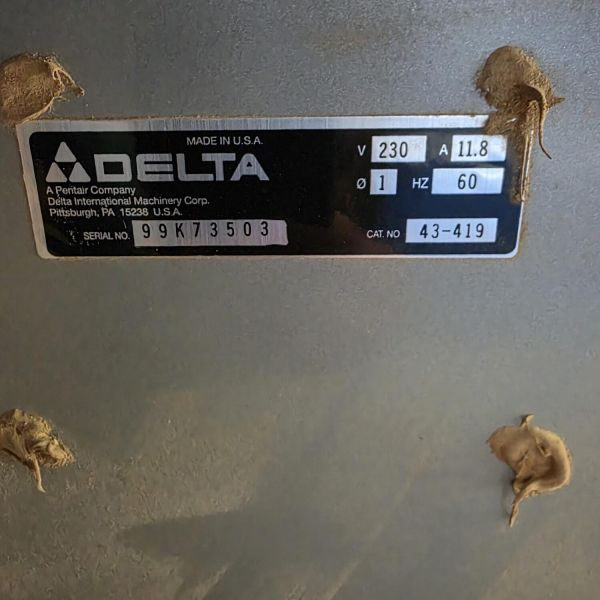 MADE IN U.S.A.
DELTA
A Pentair Company
Delta International Machinery Corp.
Pittsburgh, PA 15238 U.S.A.
SERIAL NO. 99K73503
V 230 A 11.8
Ø 1 HZ 60
CAT. NO 43-419